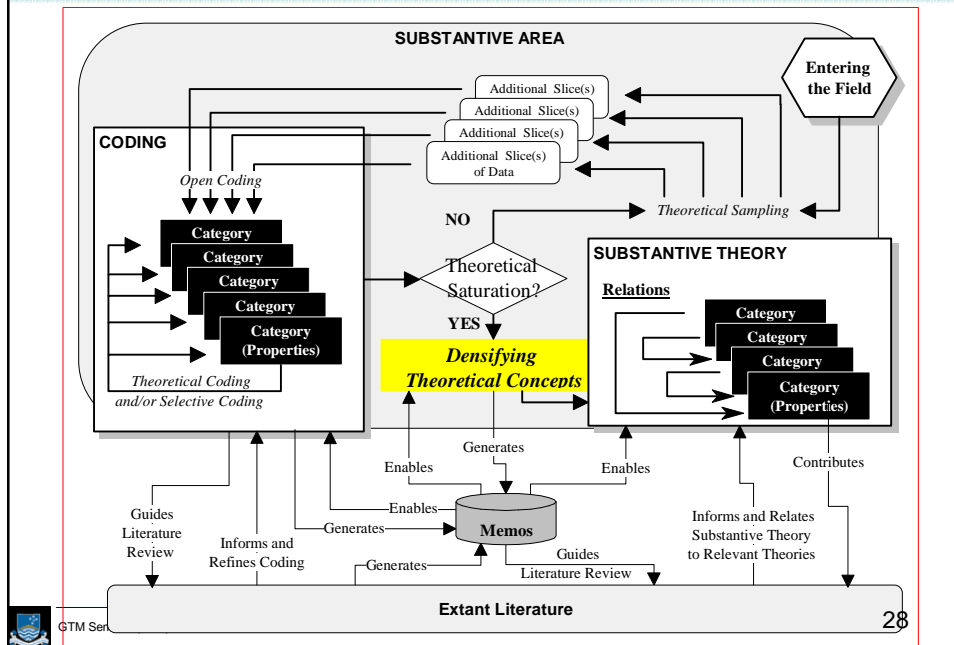 SUBSTANTIVE AREA
Entering
the Field
Additional Slice(s)
Additional Slice(s)
Additional Slice(s)
Additional Slice(s)
of Data
CODING
Open Coding
Category
Category
Category
Category
Category
(Properties)
Theoretical Coding
and/or Selective Coding
Theoretical Sampling
NO
Theoretical
Saturation?
YES
Densifying
Theoretical Concepts
SUBSTANTIVE THEORY
Relations
Category
Category
Category
Category
(Properties)
Generates
Enables
Enables
Contributes
Guides
Literature
Review
Informs and
Refines Coding
Enables
Generates
Memos
Generates
Guides
Literature Review
Informs and Relates
Substantive Theory
to Relevant Theories
Extant Literature
GTM
28